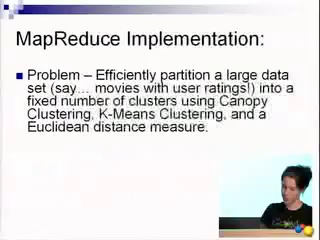 MapReduce Implementation:
Problem – Efficiently partition a large data
set (say... movies with user ratings!) into a
fixed number of clusters using Canopy
Clustering, K-Means Clustering, and a
Euclidean distance measure.